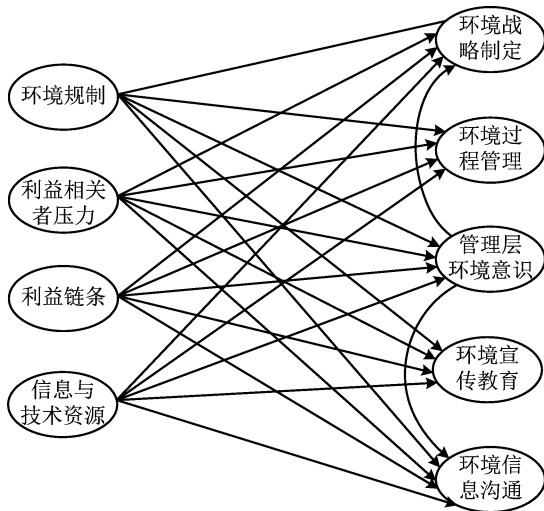 环境规制
利益相关
者压力
利益链条
信息与
技术资源
环境战
略制定
环境过
程管理
管理层
环境意识
环境宣
传教育
环境信
息沟通